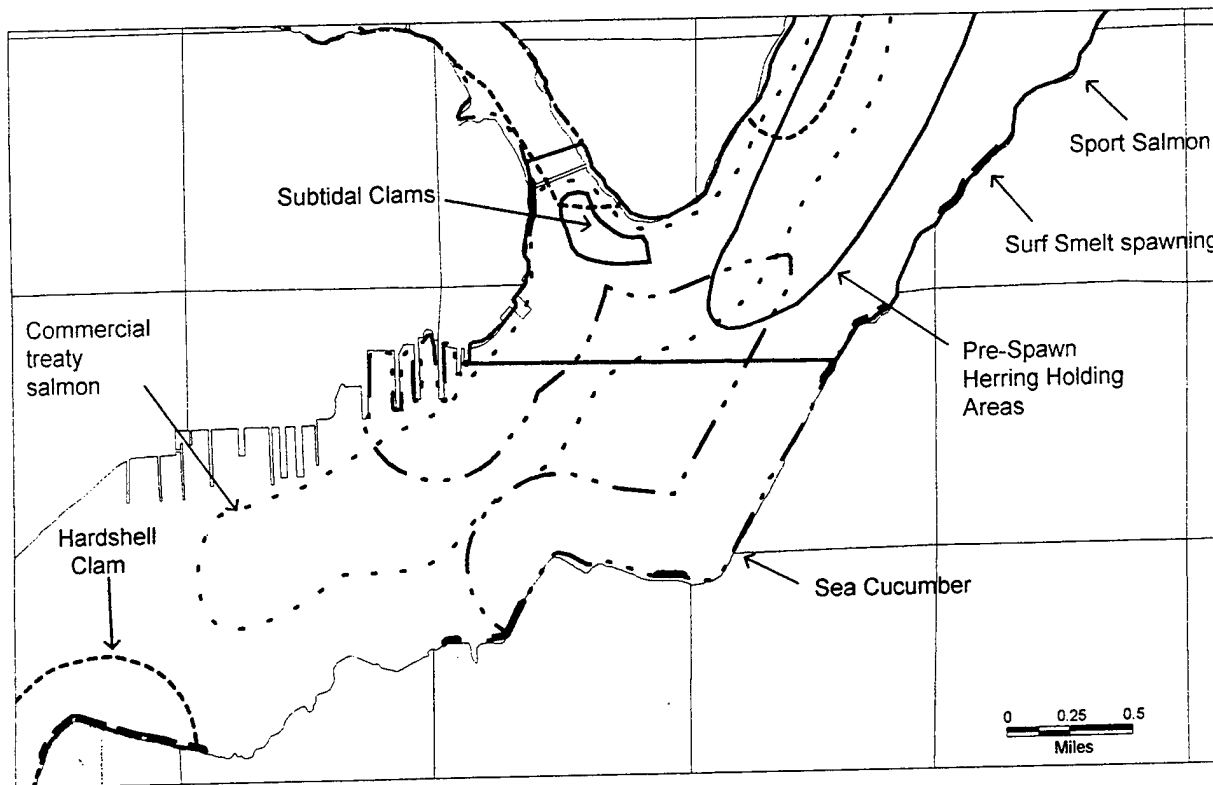 Sport Salmon
Subtidal Clams
Surf Smelt spawning
Commercial
treaty
salmon
Pre-Spawn
Herring Holding
Areas
Hardshell
Clam
Sea Cucumber
0 0.25 0.5
Miles